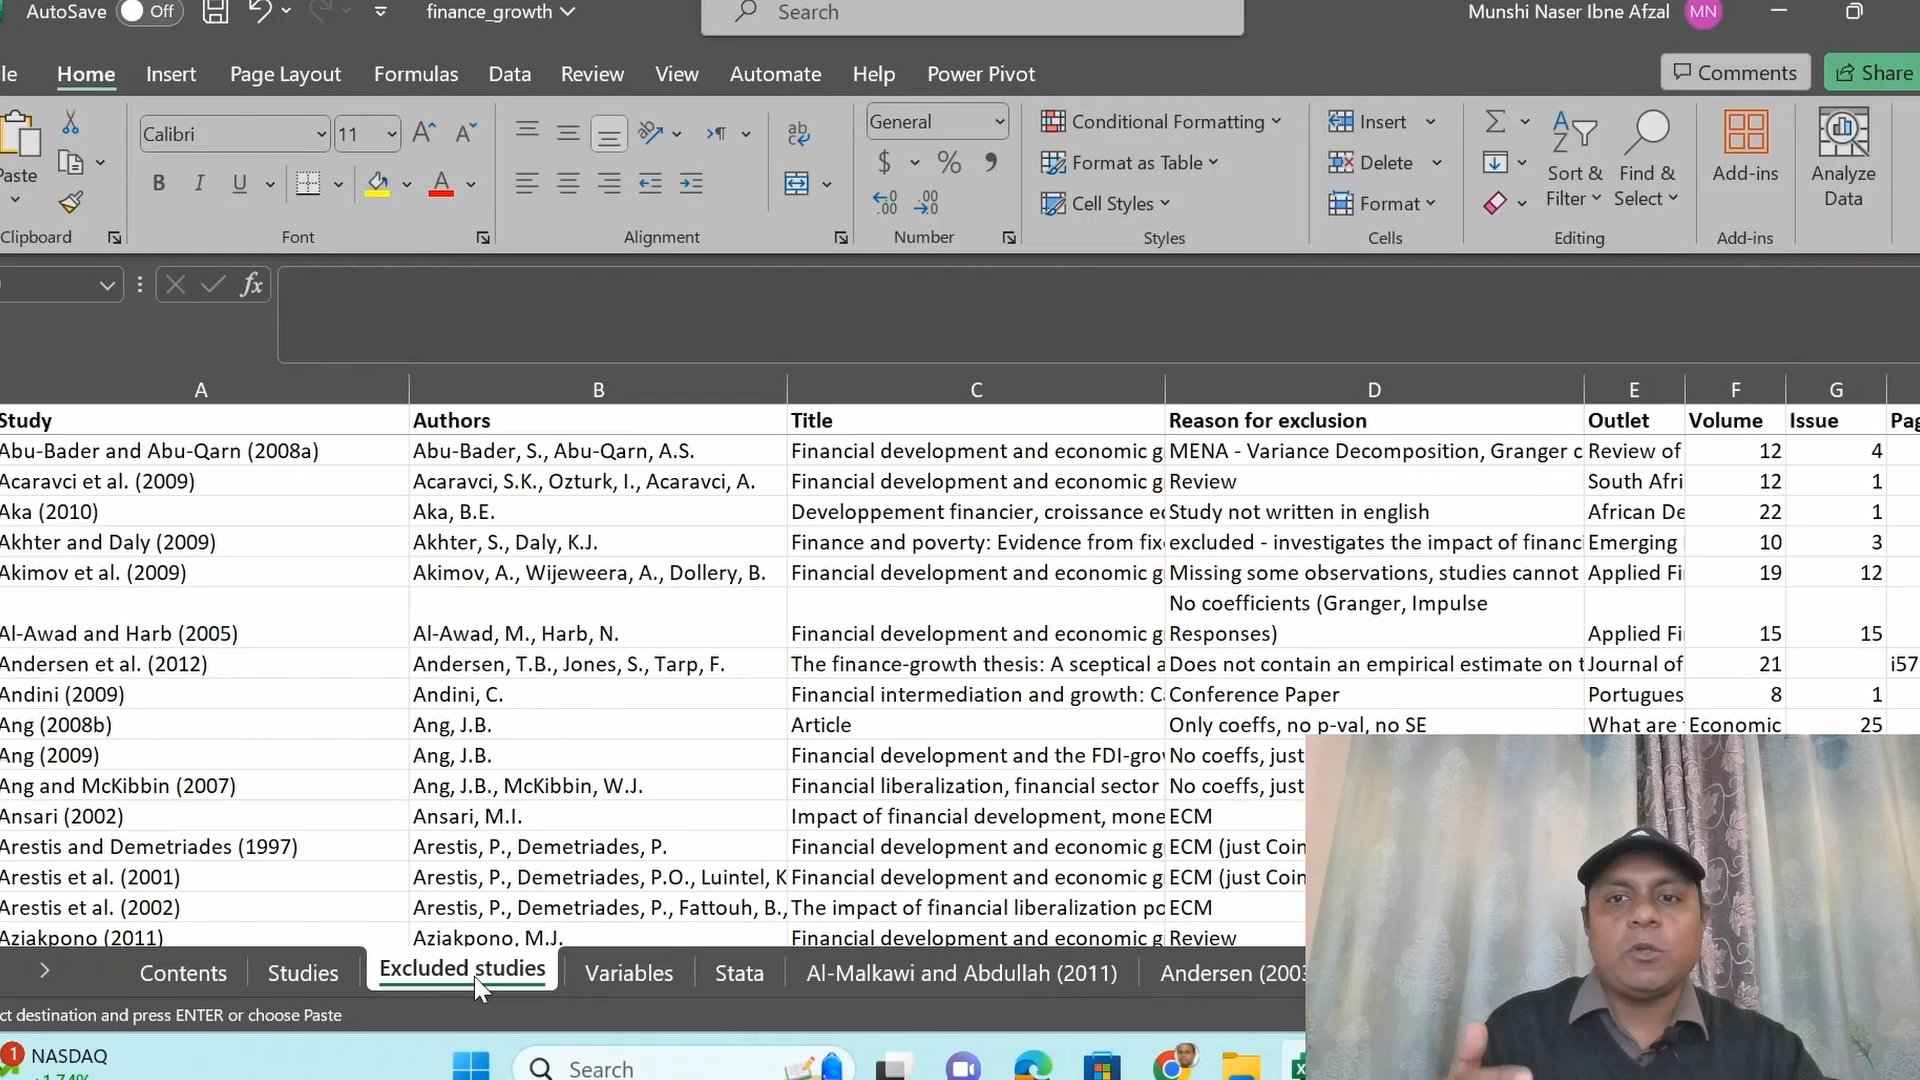 AutoSave Off finance_growth Search Munshi Naser Ibne Afzal MN
le Home Insert Page Layout Formulas Data Review View Automate Help Power Pivot Comments Share
Paste Calibri 11 General Conditional Formatting Format as Table Cell Styles Insert Delete Format Sort & Filter Find & Select Add-ins Analyze Data
Clipboard Font Alignment Number Styles Cells Editing Add-ins
fx
A B C D E F G
Study Authors Title Reason for exclusion Outlet Volume Issue Pag
Abu-Bader and Abu-Qarn (2008a) Abu-Bader, S., Abu-Qarn, A.S. Financial development and economic g MENA - Variance Decomposition, Granger c Review of 12 4
Acaravci et al. (2009) Acaravci, S.K., Ozturk, I., Acaravci, A. Financial development and economic g Review South Afri 12 1
Aka (2010) Aka, B.E. Developpement financier, croissance ec Study not written in english African De 22 1
Akhter and Daly (2009) Akhter, S., Daly, K.J. Finance and poverty: Evidence from fix excluded - investigates the impact of financi Emerging 10 3
Akimov et al. (2009) Akimov, A., Wijeweera, A., Dollery, B. Financial development and economic g Missing some observations, studies cannot Applied Fi 19 12
No coefficients (Granger, Impulse
Al-Awad and Harb (2005) Al-Awad, M., Harb, N. Financial development and economic g Responses) Applied Fi 15 15
Andersen et al. (2012) Andersen, T.B., Jones, S., Tarp, F. The finance-growth thesis: A sceptical a Does not contain an empirical estimate on t Journal of 21 i57
Andini (2009) Andini, C. Financial intermediation and growth: C Conference Paper Portugues 8 1
Ang (2008b) Ang, J.B. Article Only coeffs, no p-val, no SE What are Economic 25
Ang (2009) Ang, J.B. Financial development and the FDI-grov No coeffs, just
Ang and McKibbin (2007) Ang, J.B., McKibbin, W.J. Financial liberalization, financial sector No coeffs, just
Ansari (2002) Ansari, M.I. Impact of financial development, mone ECM
Arestis and Demetriades (1997) Arestis, P., Demetriades, P. Financial development and economic g ECM (just Coin
Arestis et al. (2001) Arestis, P., Demetriades, P.O., Luintel, K Financial development and economic g ECM (just Coin
Arestis et al. (2002) Arestis, P., Demetriades, P., Fattouh, B., The impact of financial liberalization po ECM
Aziakpono (2011) Aziakpono, M.J. Financial development and economic g Review
Contents Studies Excluded studies Variables Stata Al-Malkawi and Abdullah (2011) Andersen (2003
ct destination and press ENTER or choose Paste
1 NASDAQ Search
+1.74%